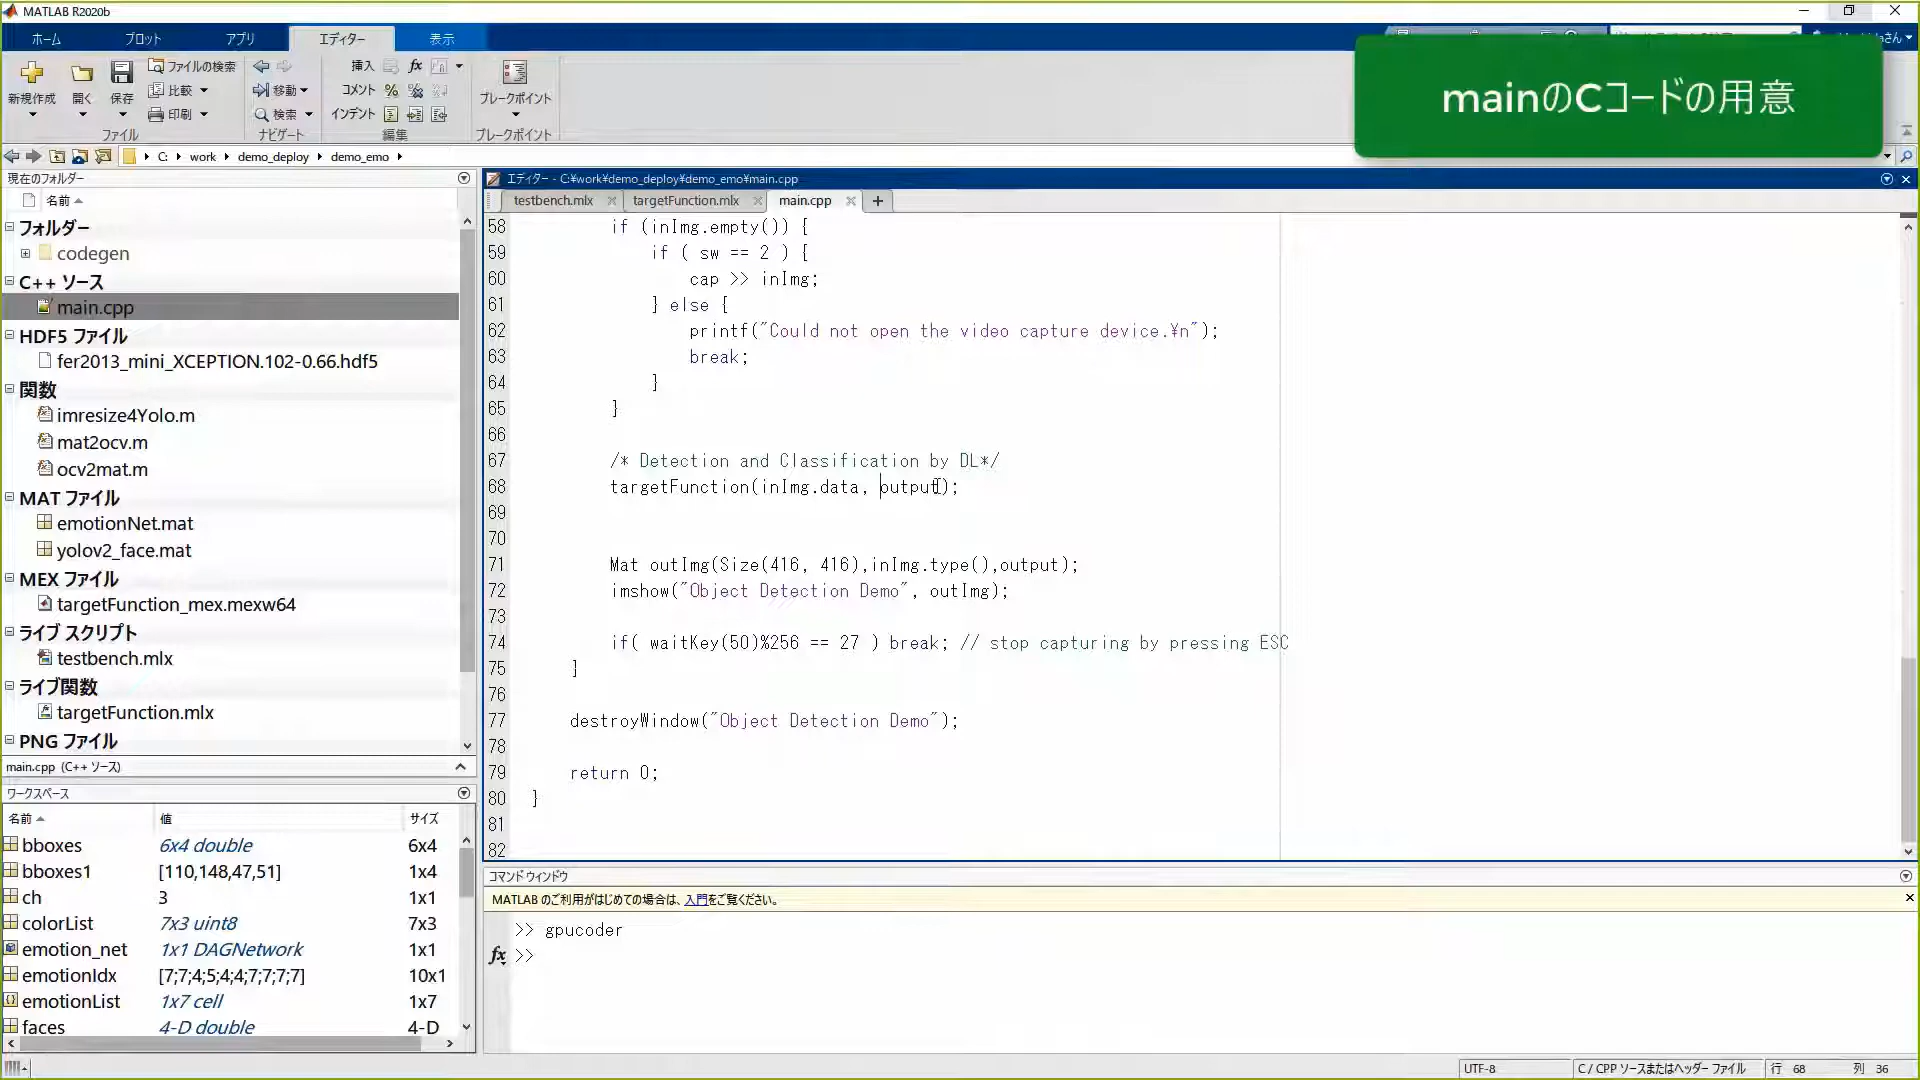 MATLAB R2020b
ホーム プロット アプリ エディター 表示
新規作成 開く 保存 ファイルの検索 比較 印刷 移動 検索 挿入 コメント インデント ブレークポイント
ファイル ナビゲート 編集 ブレークポイント
mainのCコードの用意
C: work demo_deploy demo_emo
現在のフォルダー
名前
フォルダー
codegen
C++ ソース
main.cpp
HDF5 ファイル
fer2013_mini_XCEPTION.102-0.66.hdf5
関数
imresize4Yolo.m
mat2ocv.m
ocv2mat.m
MAT ファイル
emotionNet.mat
yolov2_face.mat
MEX ファイル
targetFunction_mex.mexw64
ライブ スクリプト
testbench.mlx
ライブ関数
targetFunction.mlx
PNG ファイル
main.cpp (C++ ソース)
ワークスペース
名前 値 サイズ
bboxes 6x4 double 6x4
bboxes1 [110,148,47,51] 1x4
ch 3 1x1
colorList 7x3 uint8 7x3
emotion_net 1x1 DAGNetwork 1x1
emotionIdx [7;7;4;5;4;4;7;7;7;7] 10x1
emotionList 1x7 cell 1x7
faces 4-D double 4-D
エディター - C:¥work¥demo_deploy¥demo_emo¥main.cpp
testbench.mlx targetFunction.mlx main.cpp
58 if (inImg.empty()) {
59 if ( sw == 2 ) {
60 cap >> inImg;
61 } else {
62 printf("Could not open the video capture device.¥n");
63 break;
64 }
65 }
66
67 /* Detection and Classification by DL*/
68 targetFunction(inImg.data, output);
69
70
71 Mat outImg(Size(416, 416),inImg.type(),output);
72 imshow("Object Detection Demo", outImg);
73
74 if( waitKey(50)%256 == 27 ) break; // stop capturing by pressing ESC
75 }
76
77 destroyWindow("Object Detection Demo");
78
79 return 0;
80 }
81
82
コマンド ウィンドウ
MATLAB のご利用がはじめての場合は、入門をご覧ください。
>> gpucoder
fx >>
UTF-8 C / CPP ソースまたはヘッダー ファイル 行 68 列 36